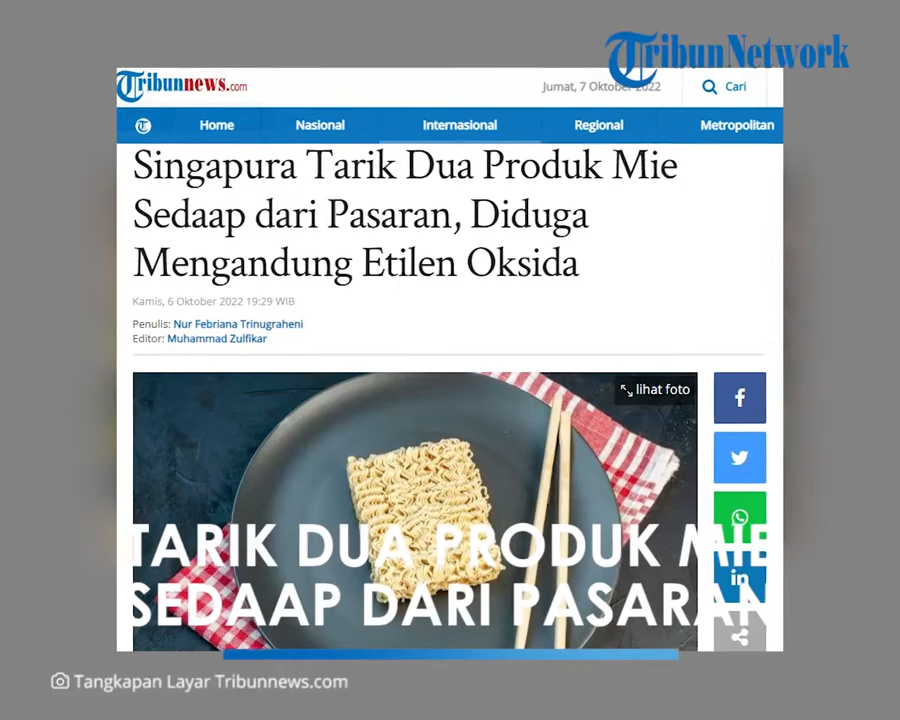 TribunNetwork
Tribunnews.com
Jumat, 7 Oktober 2022
Cari
Home Nasional Internasional Regional Metropolitan
Singapura Tarik Dua Produk Mie
Sedaap dari Pasaran, Diduga
Mengandung Etilen Oksida
Kamis, 6 Oktober 2022 19:29 WIB
Penulis: Nur Febriana Trinugraheni
Editor: Muhammad Zulfikar
lihat foto
TARIK DUA PRODUK MIE
SEDAAP DARI PASARAN
Tangkapan Layar Tribunnews.com